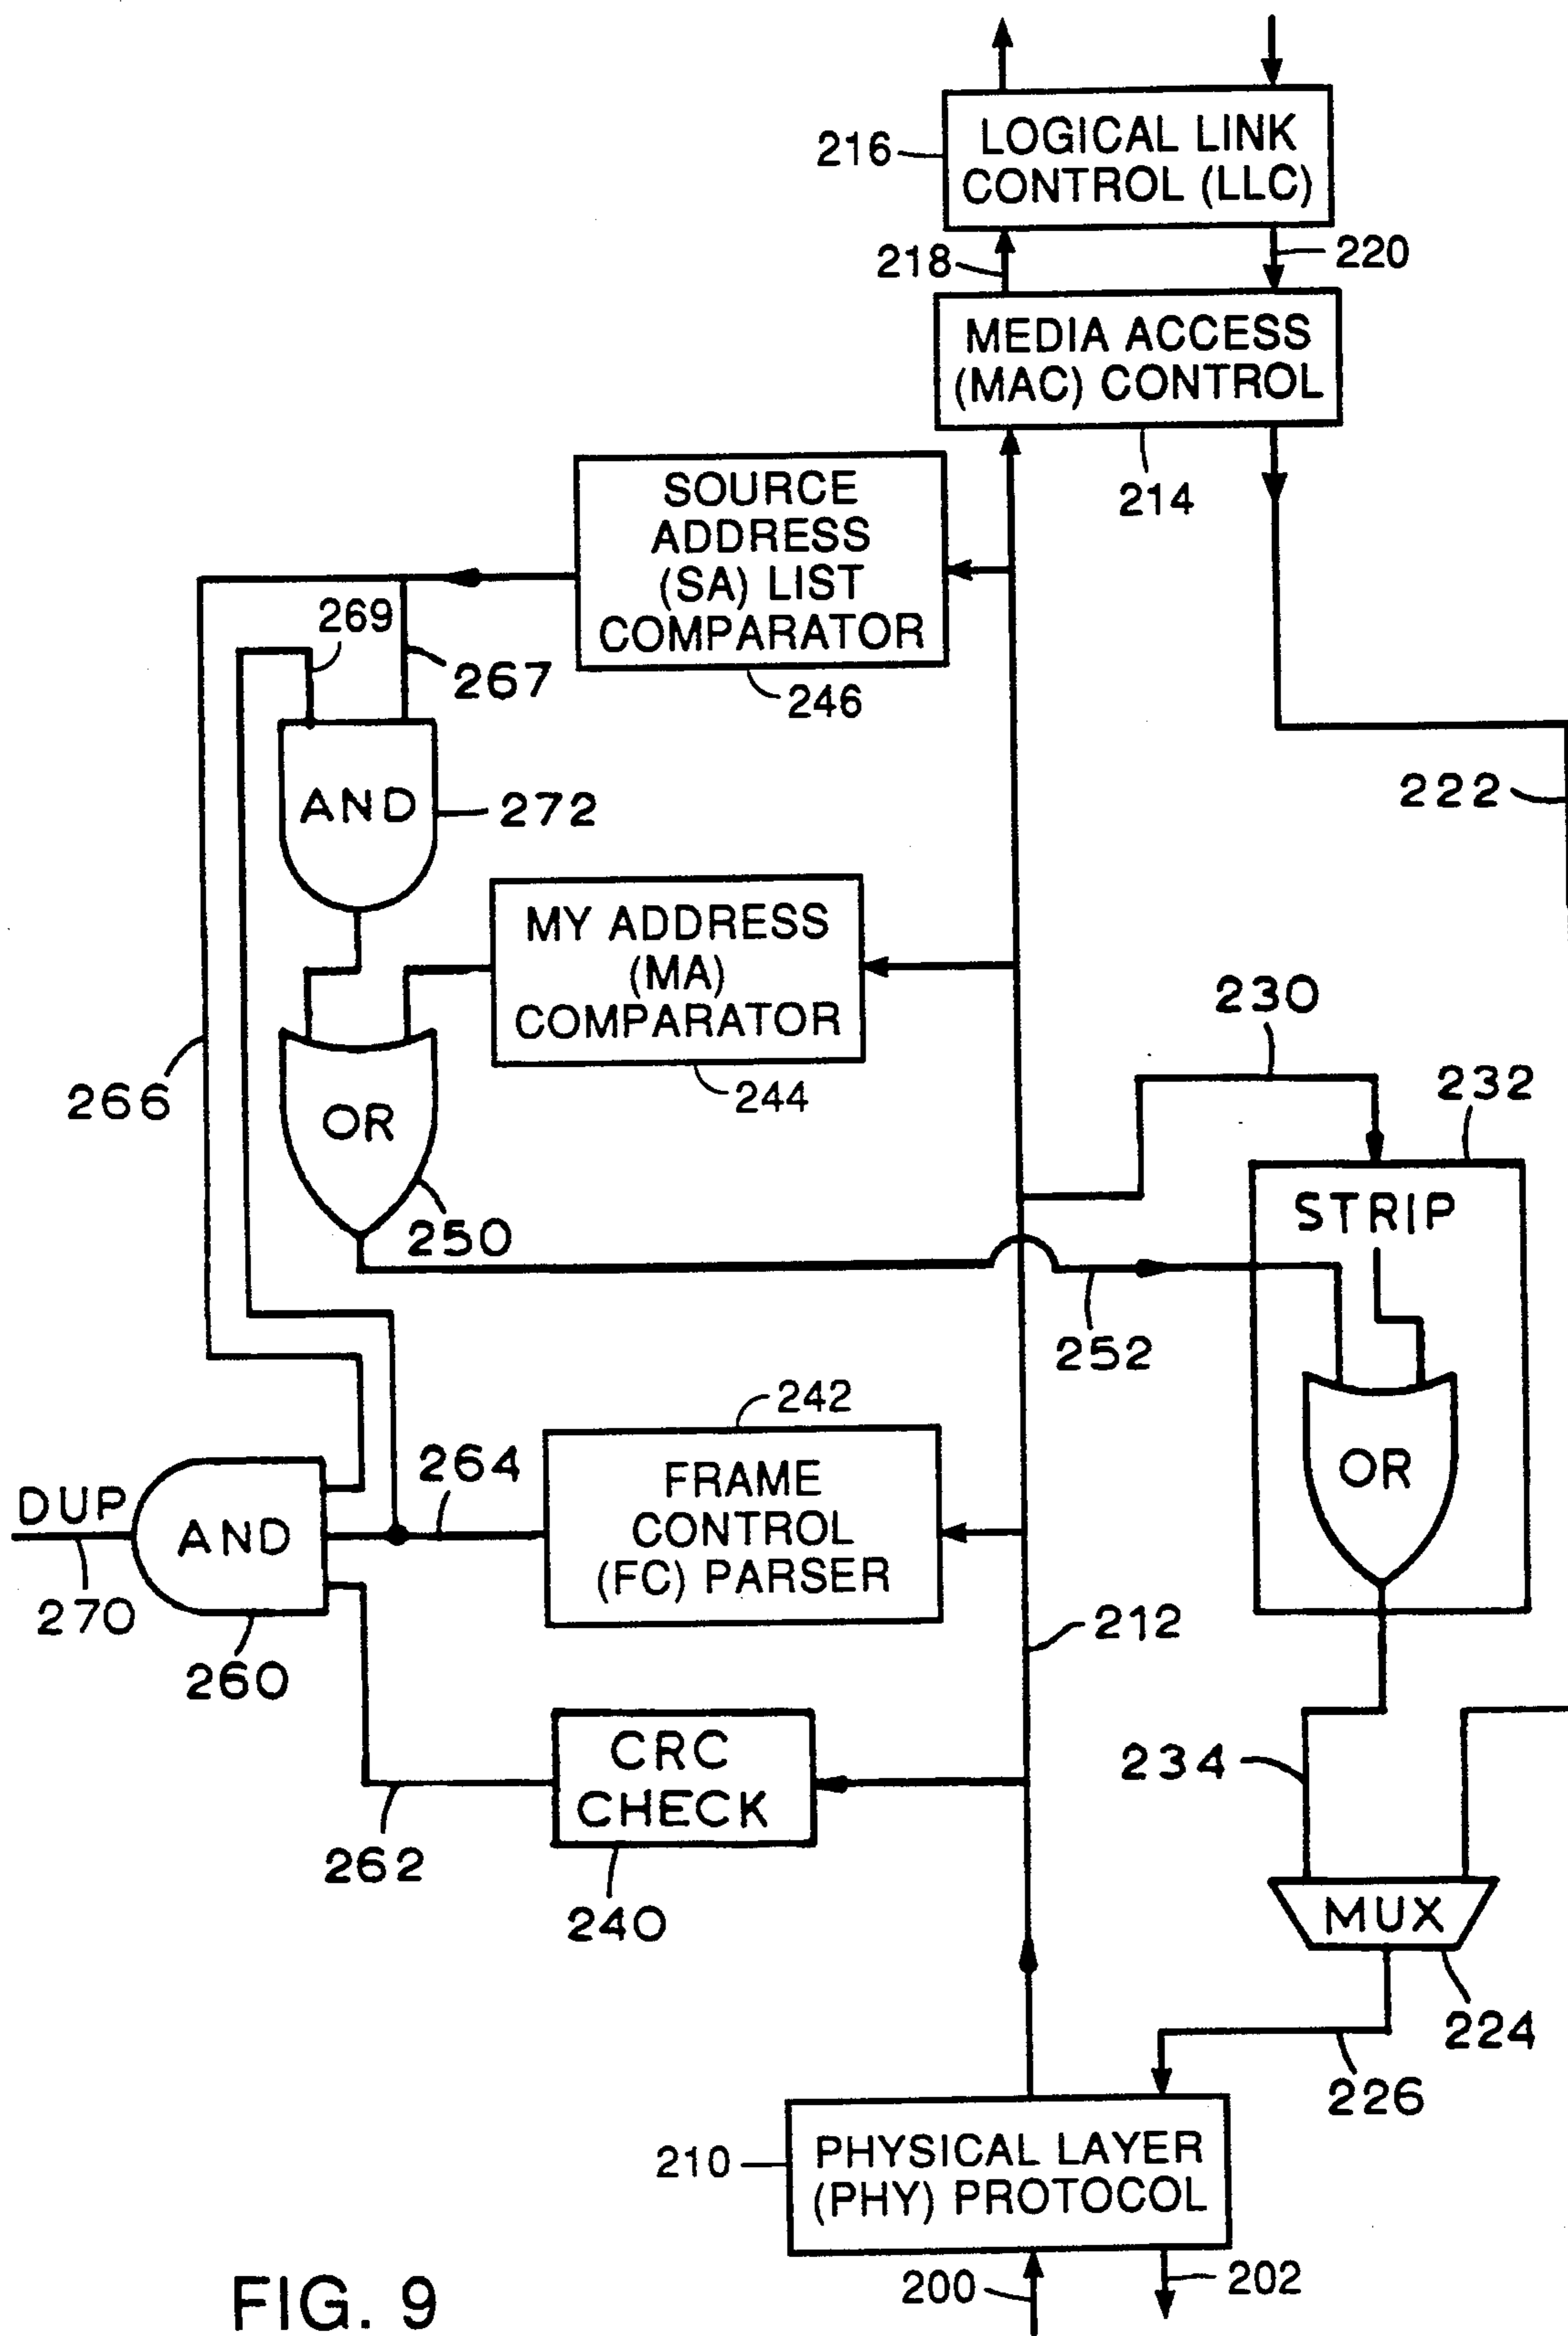 216
LOGICAL LINK
CONTROL (LLC)
218
220
MEDIA ACCESS
(MAC) CONTROL
214
SOURCE
ADDRESS
(SA) LIST
COMPARATOR
246
269
267
222
AND
272
MY ADDRESS
(MA)
COMPARATOR
244
230
266
232
OR
250
STRIP
252
242
264
FRAME
CONTROL
(FC) PARSER
OR
DUP
AND
270
260
212
CRC
CHECK
234
262
240
MUX
224
226
210
PHYSICAL LAYER
(PHY) PROTOCOL
200
202
FIG. 9